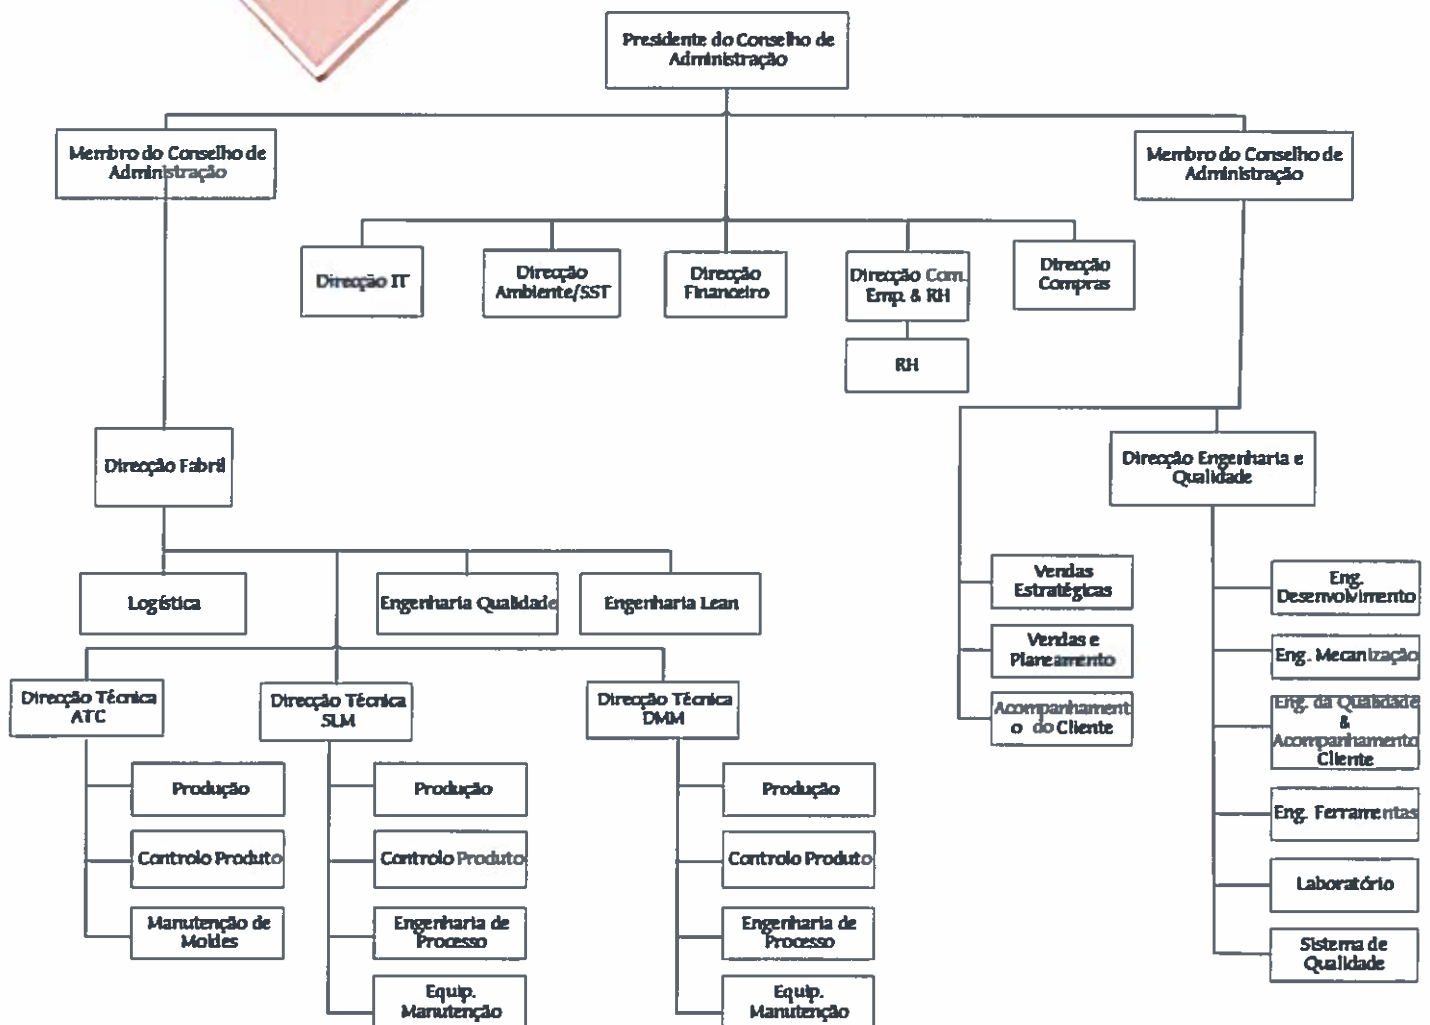 Presidente do Conselho de
Administração
Membro do Conselho de
Administração
Membro do Conselho de
Administração
Direcção IT
Direcção
Ambiente/SST
Direcção
Financeiro
Direcção Com.
Emp. & RH
Direcção
Compras
RH
Direcção Fabril
Direcção Engenharia e
Qualidade
Logística
Engenharia Qualidade
Engenharia Lean
Vendas
Estratégicas
Vendas e
Planeamento
Acompanhament
o do Cliente
Eng.
Desenvolvimento
Eng. Mecanização
Eng. da Qualidade
&
Acompanhamento
Cliente
Eng. Ferramentas
Laboratório
Sistema de
Qualidade
Direcção Técnica
ATC
Direcção Técnica
SLM
Direcção Técnica
DMM
Produção
Controlo Produto
Manutenção de
Moldes
Produção
Controlo Produto
Engenharia de
Processo
Equip.
Manutenção
Produção
Controlo Produto
Engenharia de
Processo
Equip.
Manutenção